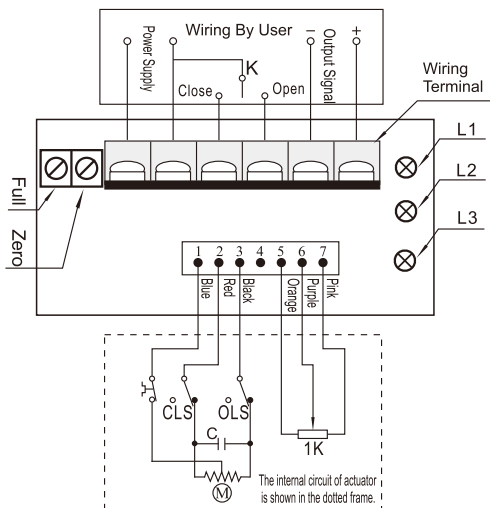 Wiring By User
Power Supply
K
Close
Open
Output Signal
−
+
Wiring
Terminal
L1
L2
L3
Full
Zero
1 2 3 4 5 6 7
Blue
Red
Black
Orange
Purple
Pink
CLS
OLS
C
1K
M
The internal circuit of actuator
is shown in the dotted frame.